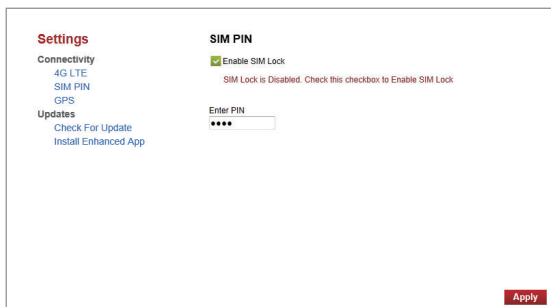 Settings
Connectivity
4G LTE
SIM PIN
GPS
Updates
Check For Update
Install Enhanced App
SIM PIN
Enable SIM Lock
SIM Lock is Disabled. Check this checkbox to Enable SIM Lock
Enter PIN
••••
Apply